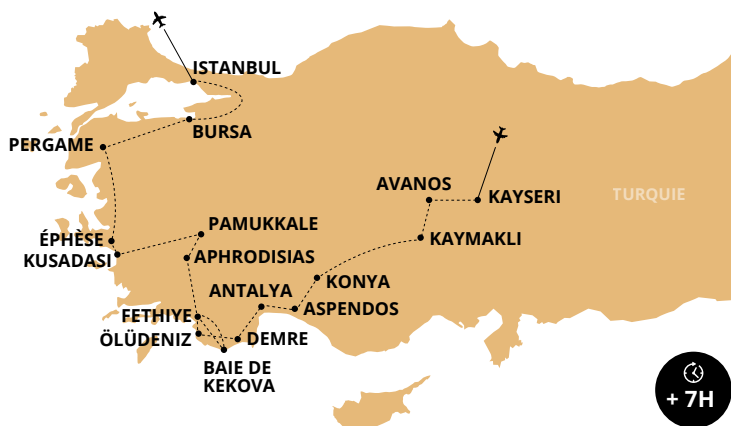 ISTANBUL
BURSA
PERGAME
AVANOS
KAYSERI
TURQUIE
PAMUKKALE
ÉPHÈSE
KUSADASI
KAYMAKLI
APHRODISIAS
KONYA
ANTALYA
ASPENDOS
FETHIYE
ÖLÜDENIZ
DEMRE
BAIE DE
KEKOVA
+ 7H